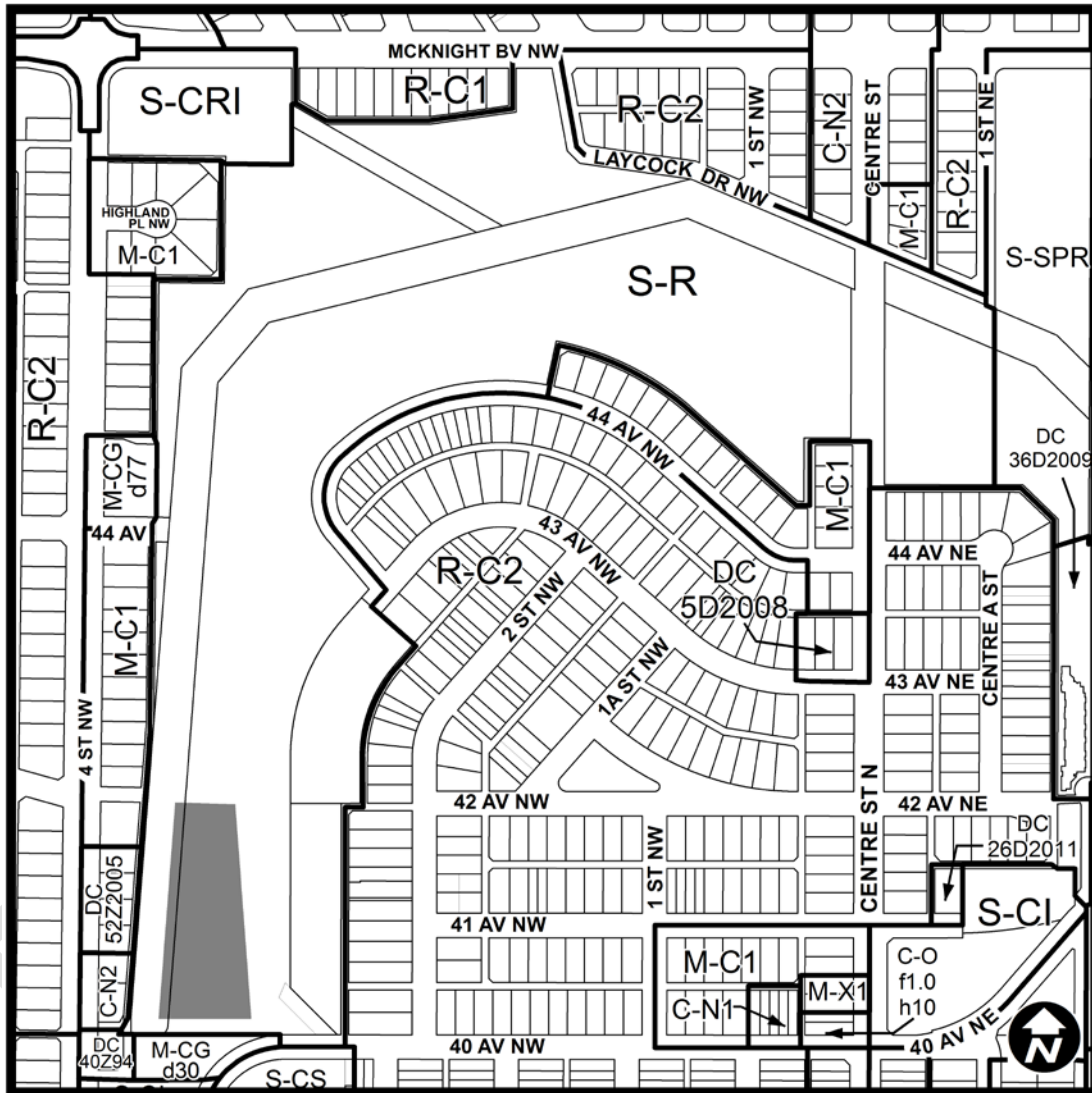 MCKNIGHT BV NW
S-CRI
R-C1
R-C2
1 ST NW
C-N2
CENTRE ST
M-C1
R-C2
1 ST NE
LAYCOCK DR NW
HIGHLAND
PL NW
M-C1
S-SPR
S-R
R-C2
44 AV NW
DC
36D2009
M-CG
d77
44 AV
M-C1
43 AV NW
R-C2
2 ST NW
DC
5D2008
44 AV NE
CENTRE A ST
M-C1
1A ST NW
43 AV NE
4 ST NW
42 AV NW
CENTRE ST N
42 AV NE
DC
26D2011
1 ST NW
DC
52Z2005
41 AV NW
S-CI
M-C1
C-O
f1.0
h10
M-X1
C-N1
C-N2
40 AV NE
N
DC
40Z94
M-CG
d30
40 AV NW
S-CS